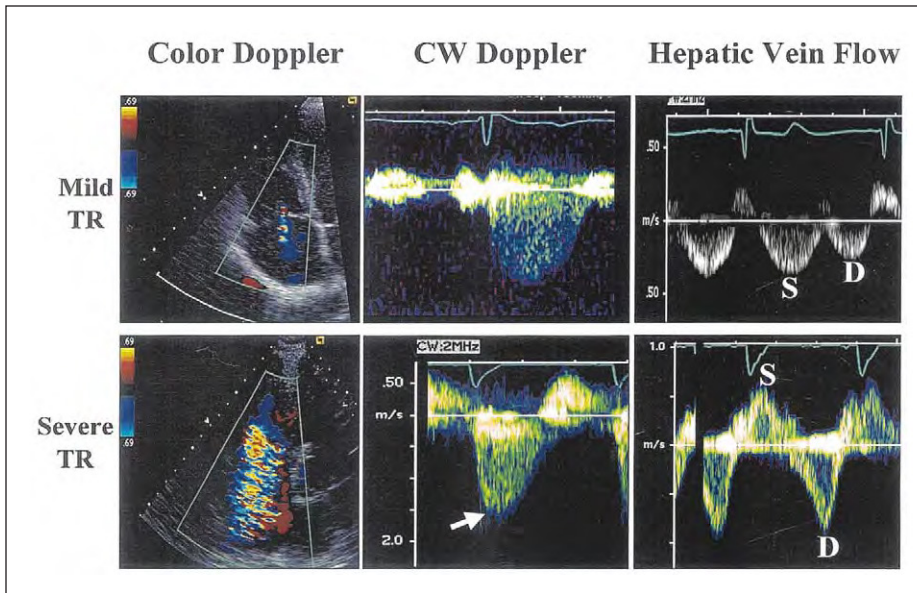 Color Doppler CW Doppler Hepatic Vein Flow
Mild TR
.69
.69
.50
m/s
.50
S
D
Severe TR
.69
.69
CW:2MHz
.50
m/s
2.0
1.0
m/s
S
D